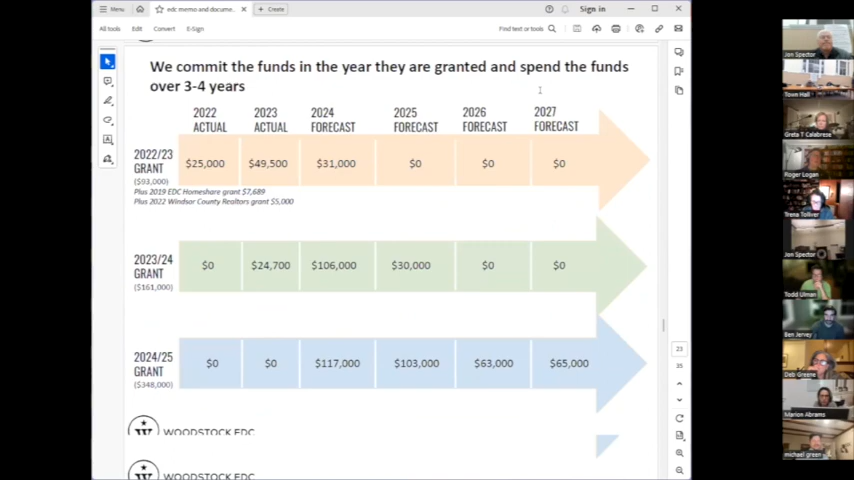 Menu
edc memo and docume...
+ Create
Sign in
All tools Edit Convert E-Sign
Find text or tools
We commit the funds in the year they are granted and spend the funds
over 3-4 years
2022 ACTUAL
2023 ACTUAL
2024 FORECAST
2025 FORECAST
2026 FORECAST
2027 FORECAST
2022/23 GRANT
($93,000)
$25,000 $49,500 $31,000 $0 $0 $0
Plus 2019 EDC Homeshare grant $7,689
Plus 2022 Windsor County Realtors grant $5,000
2023/24 GRANT
($161,000)
$0 $24,700 $106,000 $30,000 $0 $0
2024/25 GRANT
($348,000)
$0 $0 $117,000 $103,000 $63,000 $65,000
WOODSTOCK EDC
WOODSTOCK EDC
23
35
Jon Spector
Town Hall
Greta T Calabrese
Roger Logan
Trena Tolliver
Jon Spector
Todd Ulman
Ben Jervey
Deb Greene
Marion Abrams
michael green